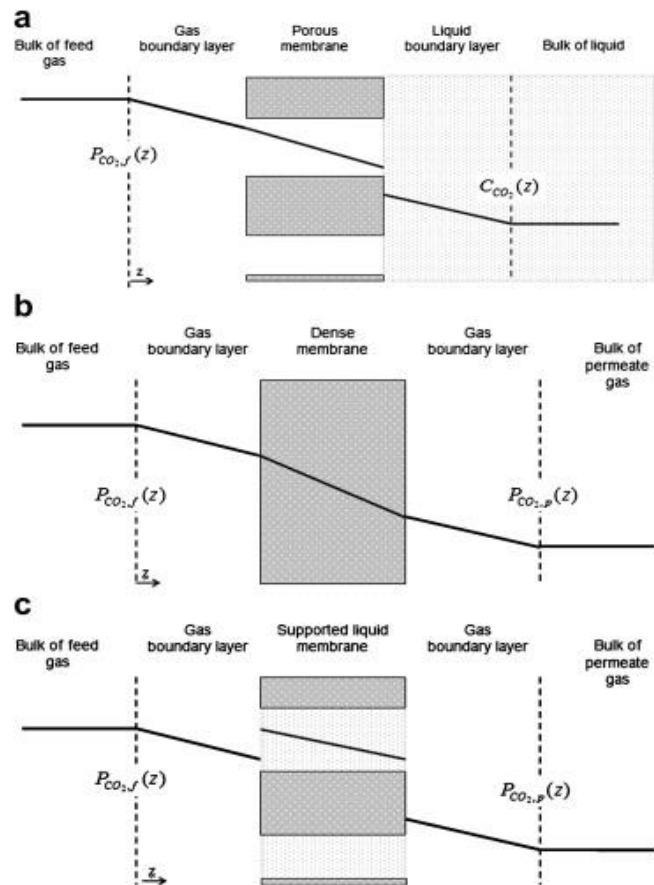 a
Gas
boundary layer
Porous
membrane
Liquid
boundary layer
Bulk of feed
gas
Bulk of liquid
P_{CO_2,f}(z)
C_{CO_2}(z)
z
b
Gas
boundary layer
Dense
membrane
Gas
boundary layer
Bulk of feed
gas
Bulk of
permeate
gas
P_{CO_2,f}(z)
P_{CO_2,p}(z)
z
c
Gas
boundary layer
Supported liquid
membrane
Gas
boundary layer
Bulk of feed
gas
Bulk of
permeate
gas
P_{CO_2,f}(z)
P_{CO_2,p}(z)
z